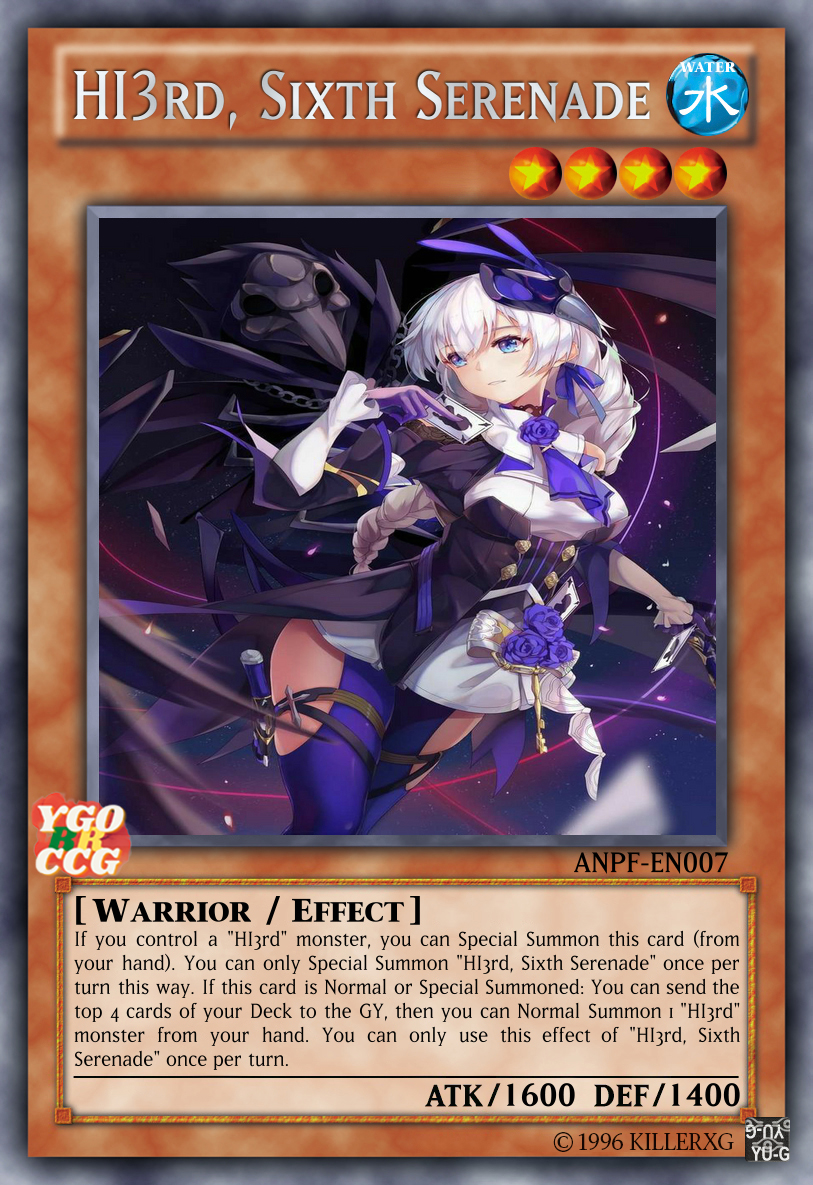 HI3rd, Sixth Serenade
WATER
水
YGO
RR
CCG
ANPF-EN007
[ Warrior / Effect ]
If you control a "HI3rd" monster, you can Special Summon this card (from
your hand). You can only Special Summon "HI3rd, Sixth Serenade" once per
turn this way. If this card is Normal or Special Summoned: You can send the
top 4 cards of your Deck to the GY, then you can Normal Summon 1 "HI3rd"
monster from your hand. You can only use this effect of "HI3rd, Sixth
Serenade" once per turn.
ATK/1600 DEF/1400
© 1996 KILLERXG
YU-G
YU-G